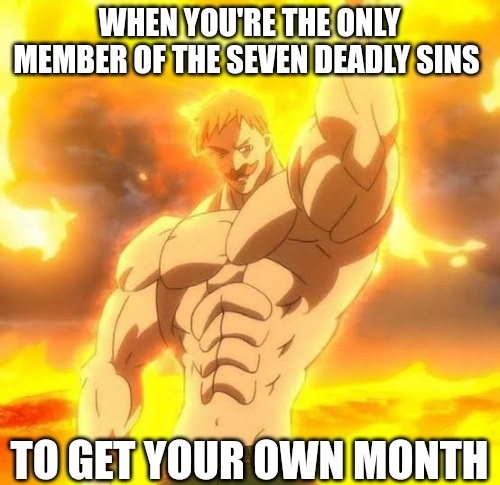 WHEN YOU'RE THE ONLY
MEMBER OF THE SEVEN DEADLY SINS
TO GET YOUR OWN MONTH